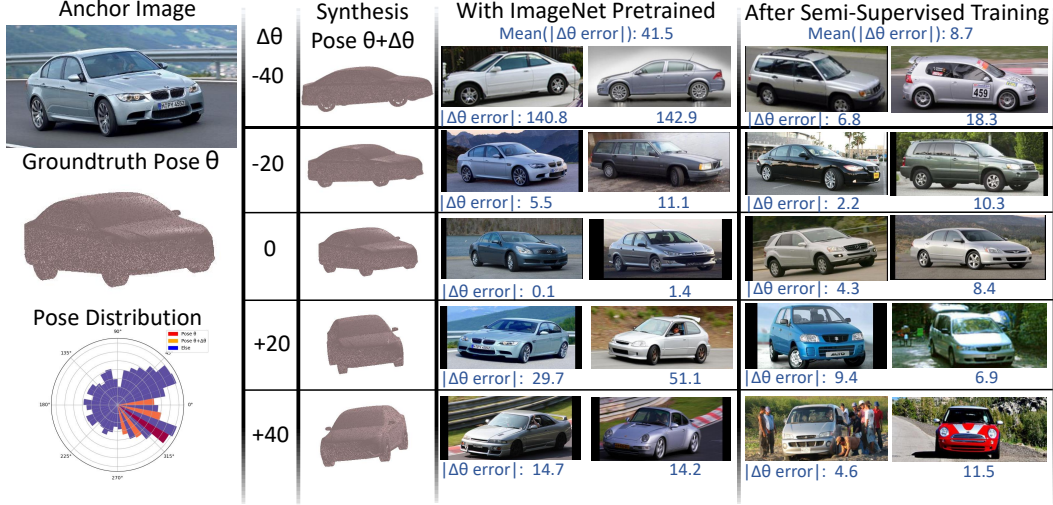 Anchor Image
Groundtruth Pose θ
Pose Distribution
90°
Pose θ
Pose θ+Δθ
Else
135°
180°
0°
225°
315°
270°
Δθ
Synthesis
Pose θ+Δθ
With ImageNet Pretrained
Mean(|Δθ error|): 41.5
After Semi-Supervised Training
Mean(|Δθ error|): 8.7
-40
459
|Δθ error|: 140.8 142.9
|Δθ error|: 6.8 18.3
-20
|Δθ error|: 5.5 11.1
|Δθ error|: 2.2 10.3
0
|Δθ error|: 0.1 1.4
|Δθ error|: 4.3 8.4
+20
|Δθ error|: 29.7 51.1
|Δθ error|: 9.4 6.9
+40
|Δθ error|: 14.7 14.2
|Δθ error|: 4.6 11.5